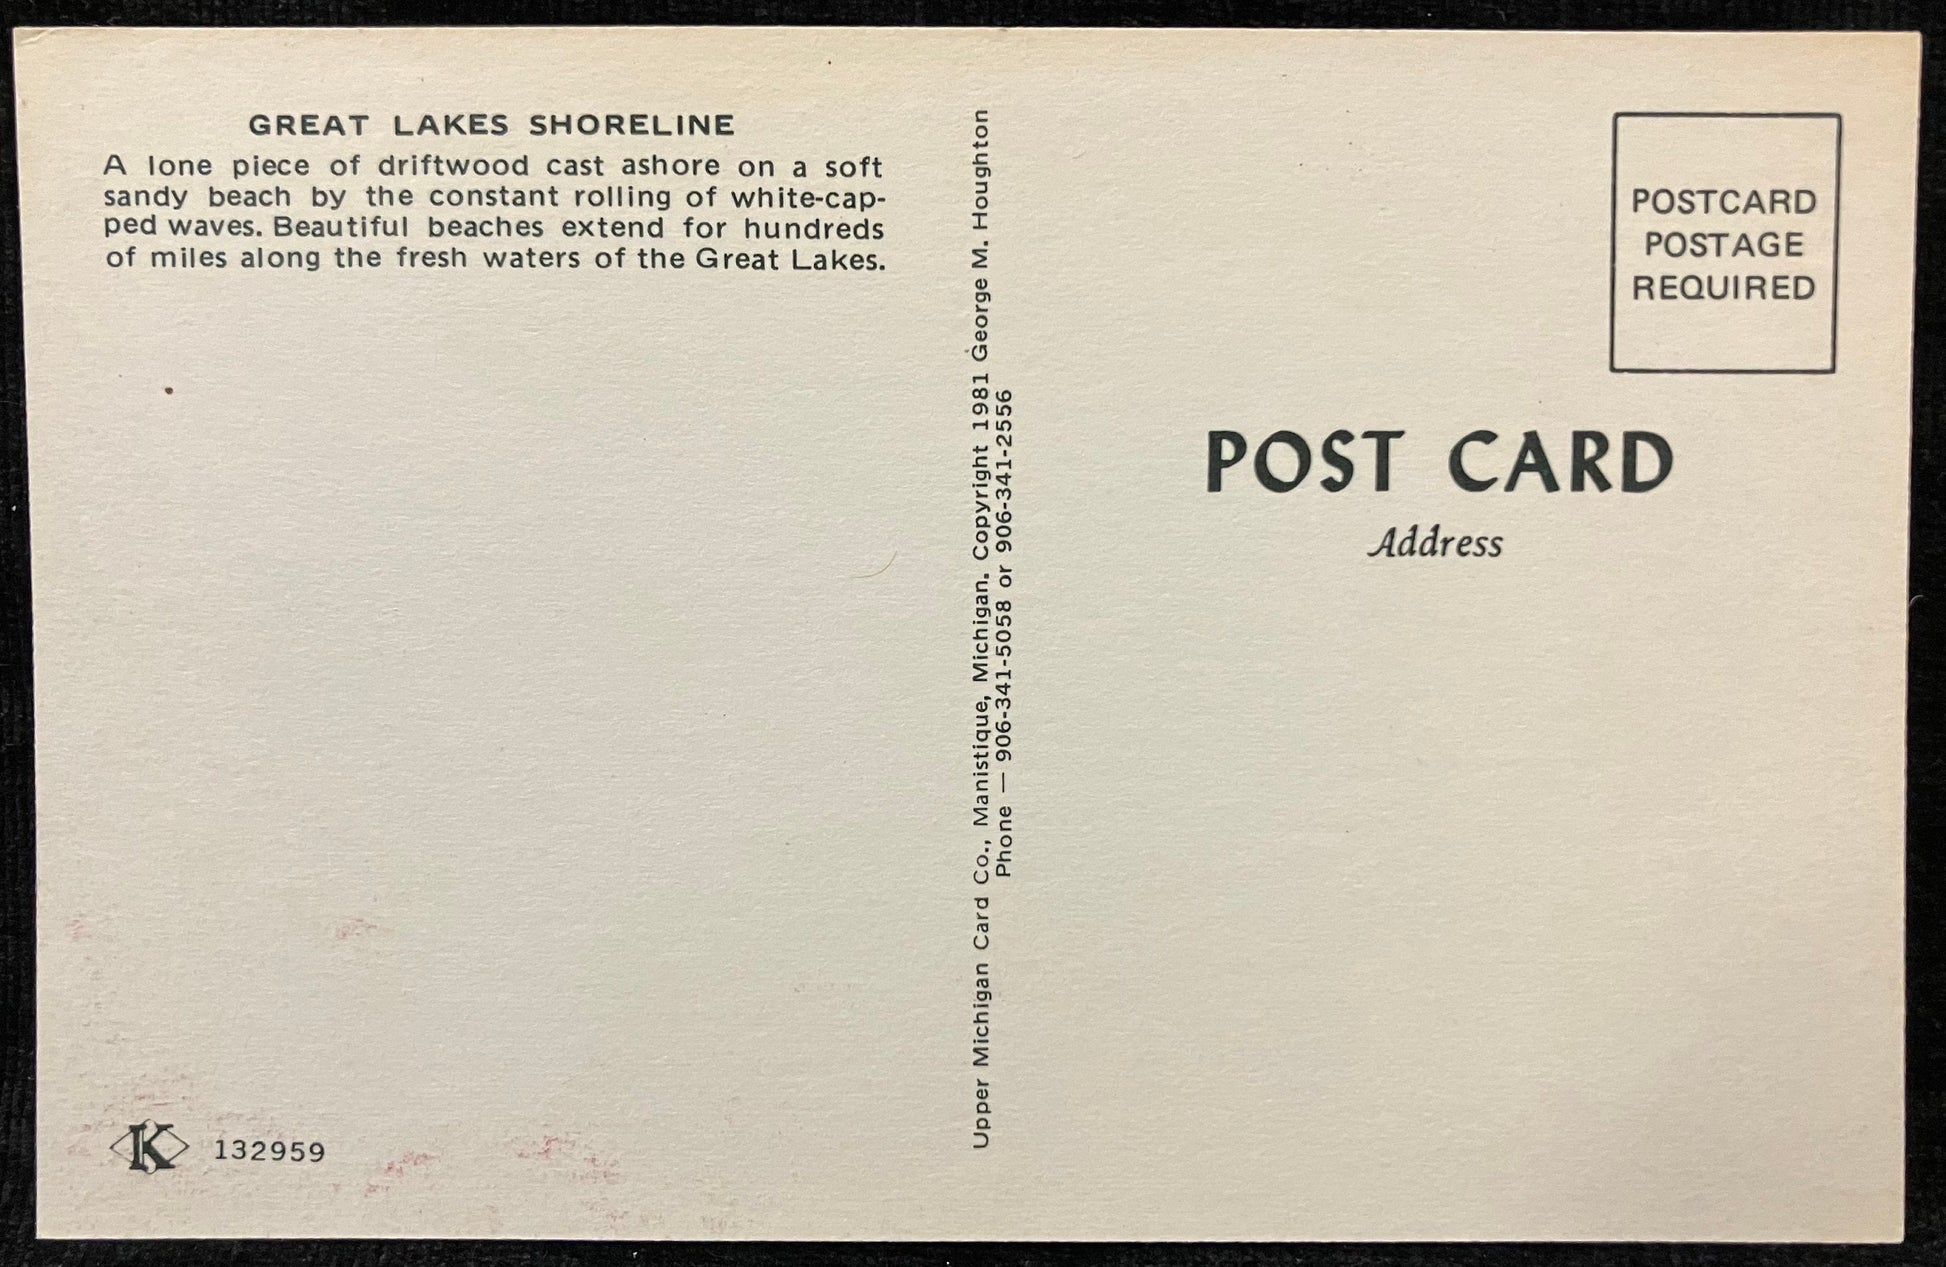 GREAT LAKES SHORELINE
A lone piece of driftwood cast ashore on a soft
sandy beach by the constant rolling of white-cap-
ped waves. Beautiful beaches extend for hundreds
of miles along the fresh waters of the Great Lakes.
K 132959
Upper Michigan Card Co., Manistique, Michigan. Copyright 1981 George M. Houghton
Phone — 906-341-5058 or 906-341-2556
POSTCARD
POSTAGE
REQUIRED
POST CARD
Address